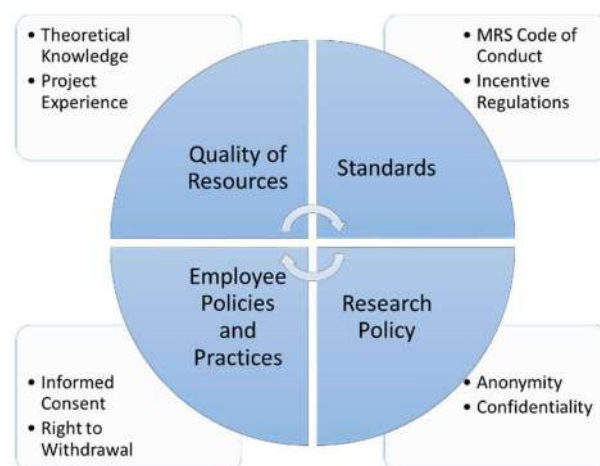 • Theoretical
Knowledge
• Project
Experience
• MRS Code of
Conduct
• Incentive
Regulations
Quality of
Resources
Standards
Employee
Policies
and
Practices
Research
Policy
• Informed
Consent
• Right to
Withdrawal
• Anonymity
• Confidentiality